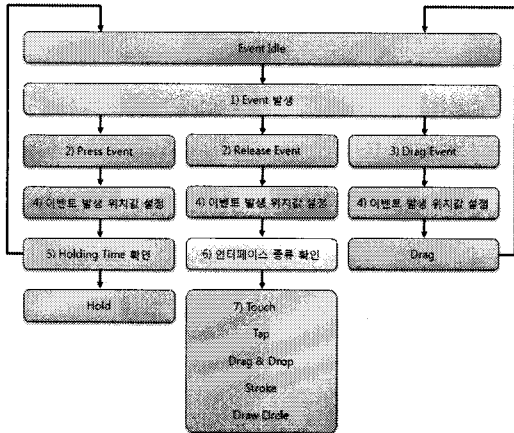 Event Idle
1) Event 발생
2) Press Event
2) Release Event
3) Drag Event
4) 이벤트 발생 위치값 설정
4) 이벤트 발생 위치값 설정
4) 이벤트 발생 위치값 설정
5) Holding Time 확인
6) 인터페이스 종류 확인
Drag
Hold
7) Touch
Tap
Drag & Drop
Stroke
Draw Circle